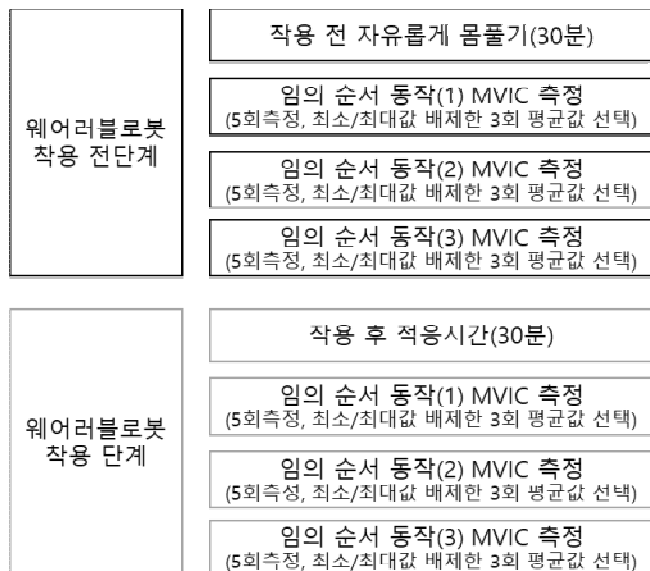 웨어러블로봇
착용 전단계
착용 전 자유롭게 몸풀기(30분)
임의 순서 동작(1) MVIC 측정
(5회측정, 최소/최대값 배제한 3회 평균값 선택)
임의 순서 동작(2) MVIC 측정
(5회측정, 최소/최대값 배제한 3회 평균값 선택)
임의 순서 동작(3) MVIC 측정
(5회측정, 최소/최대값 배제한 3회 평균값 선택)
웨어러블로봇
착용 단계
착용 후 적응시간(30분)
임의 순서 동작(1) MVIC 측정
(5회측정, 최소/최대값 배제한 3회 평균값 선택)
임의 순서 동작(2) MVIC 측정
(5회측정, 최소/최대값 배제한 3회 평균값 선택)
임의 순서 동작(3) MVIC 측정
(5회측정, 최소/최대값 배제한 3회 평균값 선택)